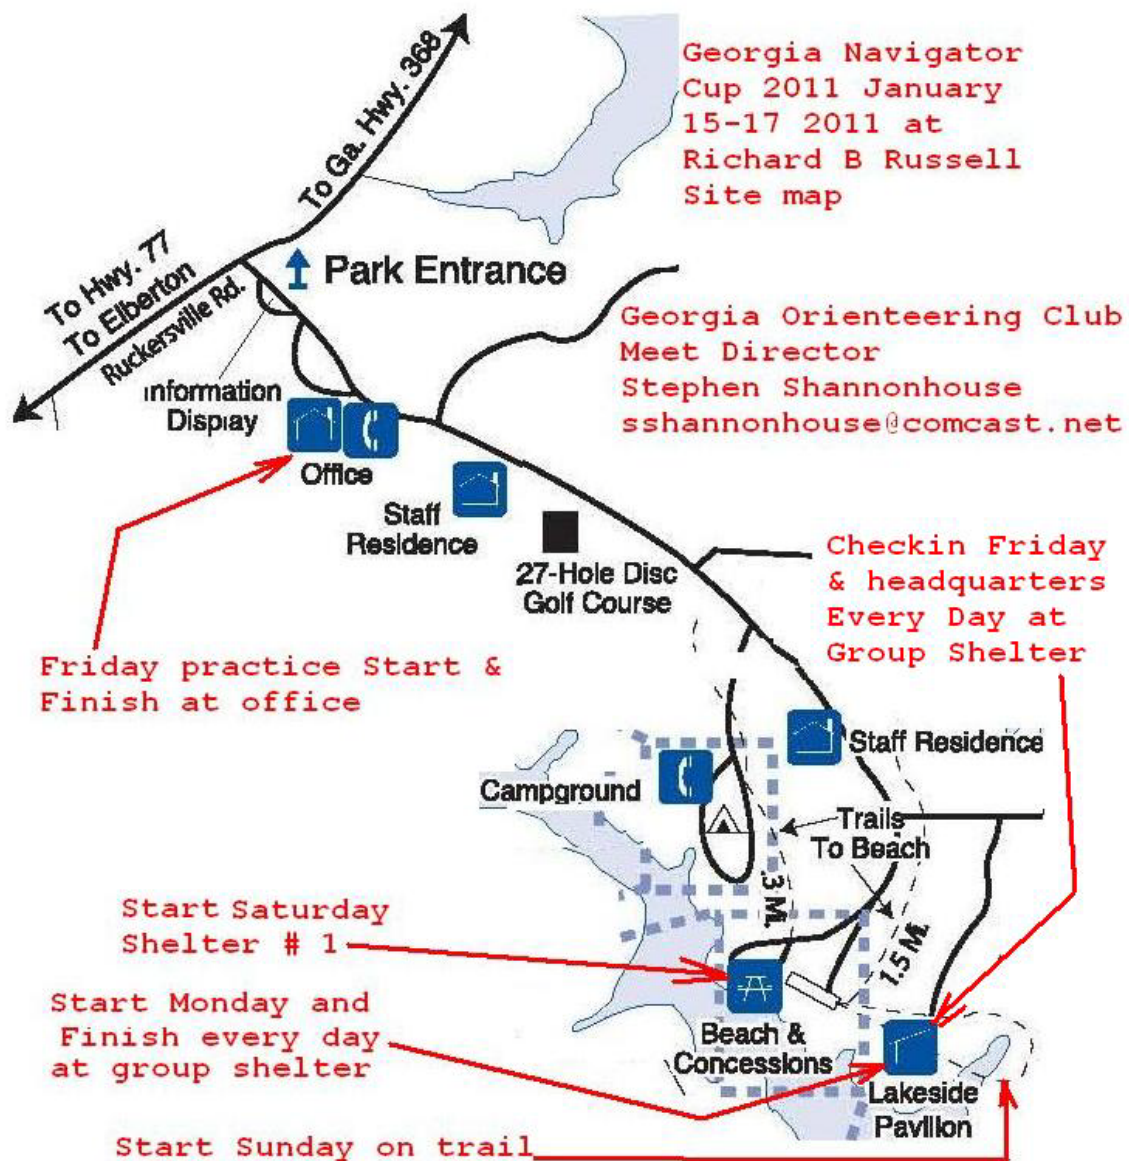 Georgia Navigator
Cup 2011 January
15-17 2011 at
Richard B Russell
Site map
To Ga. Hwy. 368
To Hwy. 77
To Elberton
Ruckersville Rd.
Park Entrance
Georgia Orienteering Club
Meet Director
Stephen Shannonhouse
sshannonhouse@comcast.net
Information
Display
Office
Staff
Residence
27-Hole Disc
Golf Course
Checkin Friday
& headquarters
Every Day at
Group Shelter
Friday practice Start &
Finish at office
Staff Residence
Campground
Trails
To Beach
.3 MI.
1.5 MI.
Start Saturday
Shelter # 1
Start Monday and
Finish every day
at group shelter
Beach &
Concessions
Lakeside
Pavilion
Start Sunday on trail